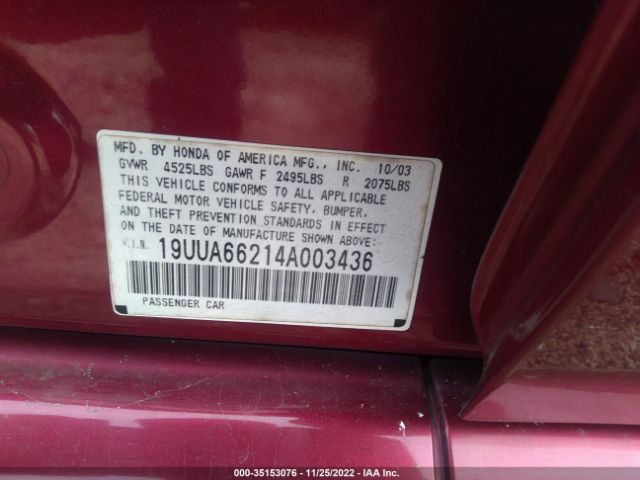 MFD. BY HONDA OF AMERICA MFG., INC. 10/03
GVWR 4525LBS GAWR F 2495LBS R 2075LBS
THIS VEHICLE CONFORMS TO ALL APPLICABLE
FEDERAL MOTOR VEHICLE SAFETY, BUMPER,
AND THEFT PREVENTION STANDARDS IN EFFECT
ON THE DATE OF MANUFACTURE SHOWN ABOVE:
V.I.N. 19UUA66214A003436
PASSENGER CAR
000-35153076 - 11/25/2022 - IAA Inc.